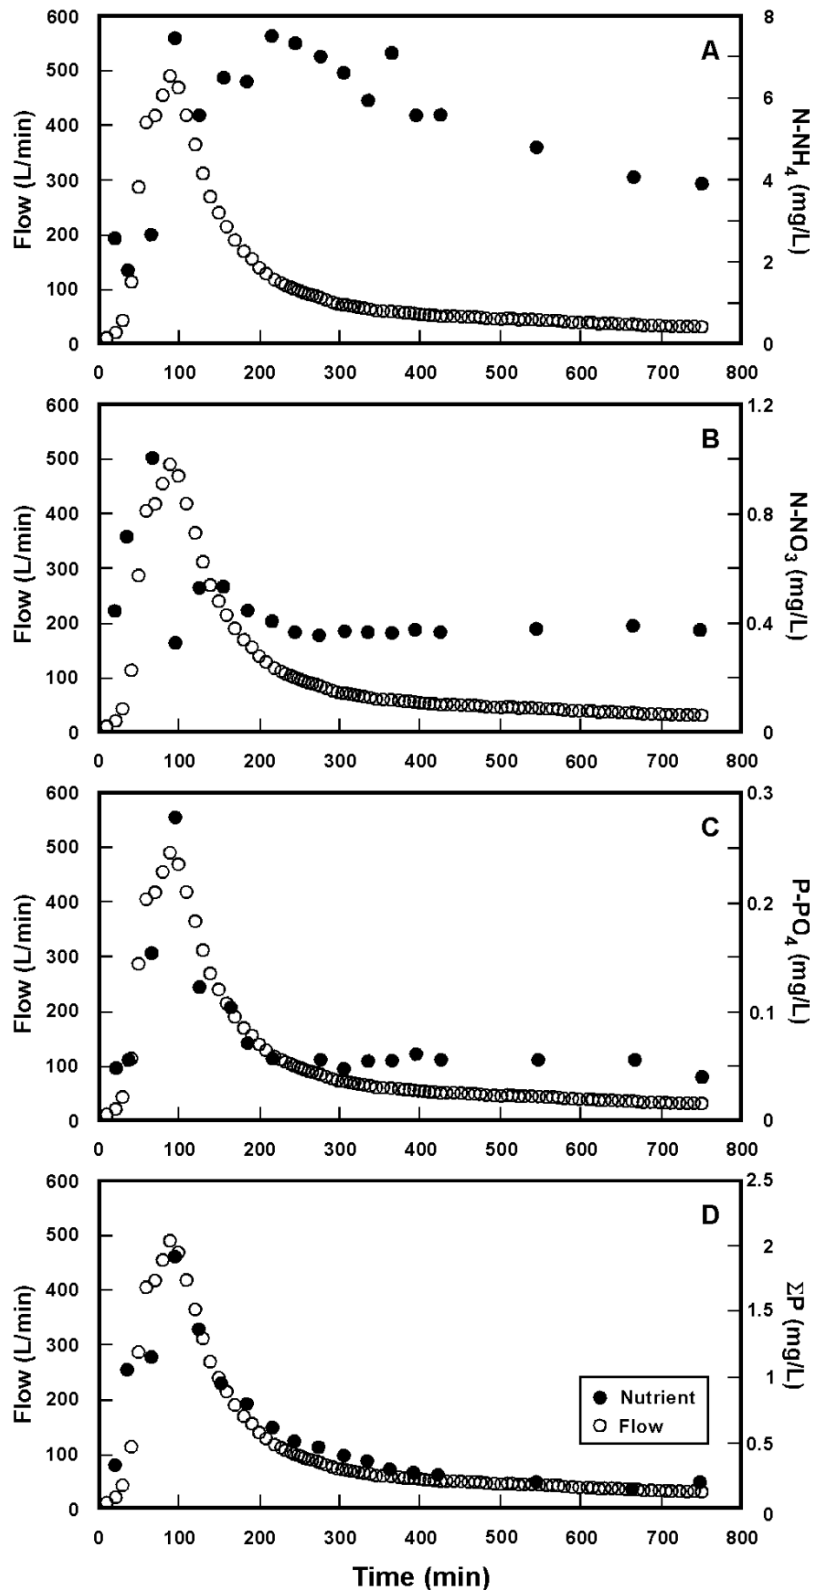 600
500
400
300
200
100
0
Flow (L/min)
8
6
4
2
0
N-NH4 (mg/L)
A
0 100 200 300 400 500 600 700 800
600
500
400
300
200
100
0
Flow (L/min)
1.2
0.8
0.4
0
N-NO3 (mg/L)
B
0 100 200 300 400 500 600 700 800
600
500
400
300
200
100
0
Flow (L/min)
0.3
0.2
0.1
0
P-PO4 (mg/L)
C
0 100 200 300 400 500 600 700 800
600
500
400
300
200
100
0
Flow (L/min)
2.5
2
1.5
1
0.5
0
ΣP (mg/L)
D
Nutrient
Flow
0 100 200 300 400 500 600 700 800
Time (min)